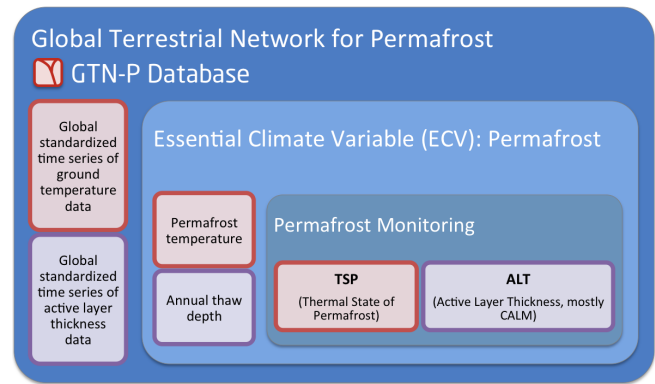 Global Terrestrial Network for Permafrost
GTN-P Database
Global
standardized
time series of
ground
temperature
data
Global
standardized
time series of
active layer
thickness
data
Essential Climate Variable (ECV): Permafrost
Permafrost
temperature
Annual thaw
depth
Permafrost Monitoring
TSP
(Thermal State of
Permafrost)
ALT
(Active Layer Thickness, mostly
CALM)